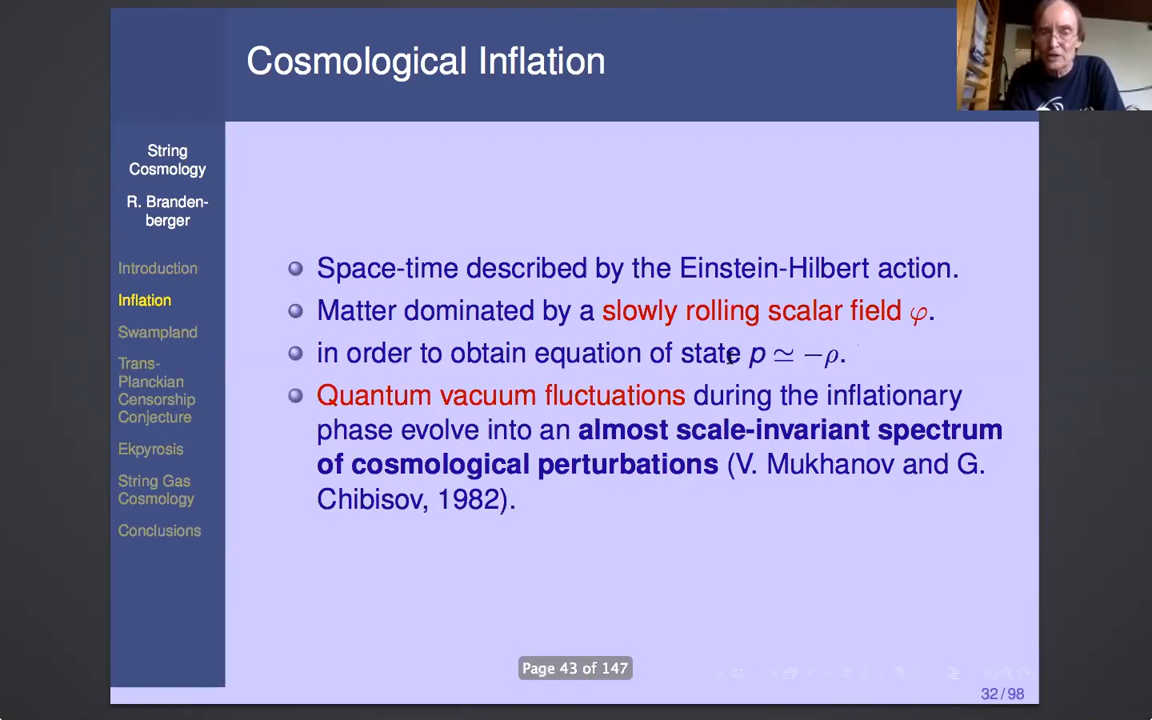 Cosmological Inflation
String
Cosmology
R. Branden-
berger
Introduction
Inflation
Swampland
Trans-
Planckian
Censorship
Conjecture
Ekpyrosis
String Gas
Cosmology
Conclusions
Space-time described by the Einstein-Hilbert action.
Matter dominated by a slowly rolling scalar field φ.
in order to obtain equation of state p ≃ −ρ.
Quantum vacuum fluctuations during the inflationary
phase evolve into an almost scale-invariant spectrum
of cosmological perturbations (V. Mukhanov and G.
Chibisov, 1982).
Page 43 of 147
32/98